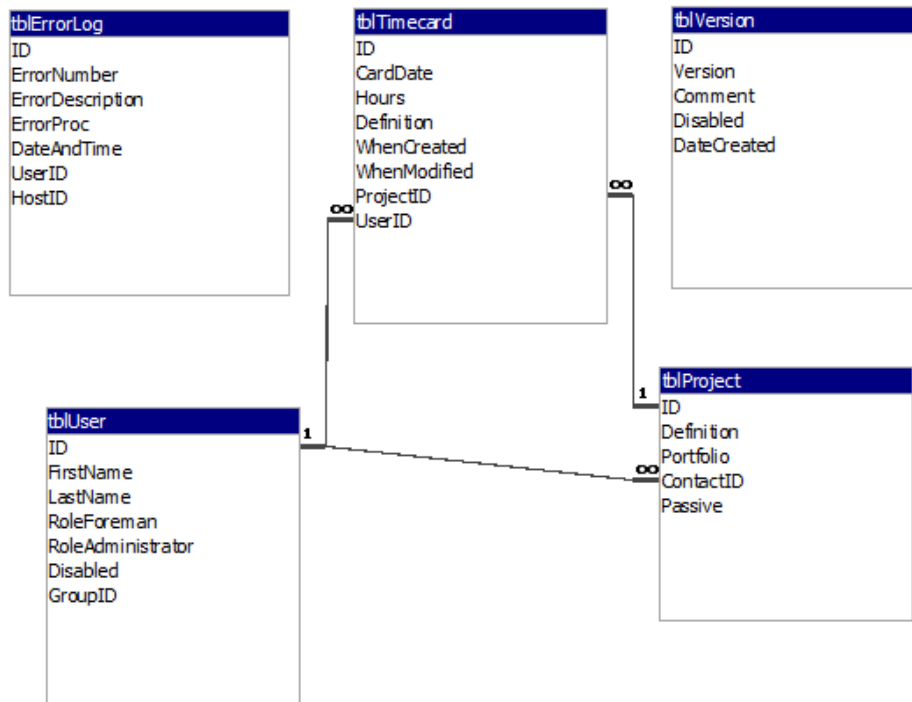 tblErrorLog
ID
ErrorNumber
ErrorDescription
ErrorProc
DateAndTime
UserID
HostID
tblTimecard
ID
CardDate
Hours
Definition
WhenCreated
WhenModified
ProjectID
UserID
tblVersion
ID
Version
Comment
Disabled
DateCreated
∞
∞
tblUser
ID
FirstName
LastName
RoleForeman
RoleAdministrator
Disabled
GroupID
1
1
∞
tblProject
ID
Definition
Portfolio
ContactID
Passive